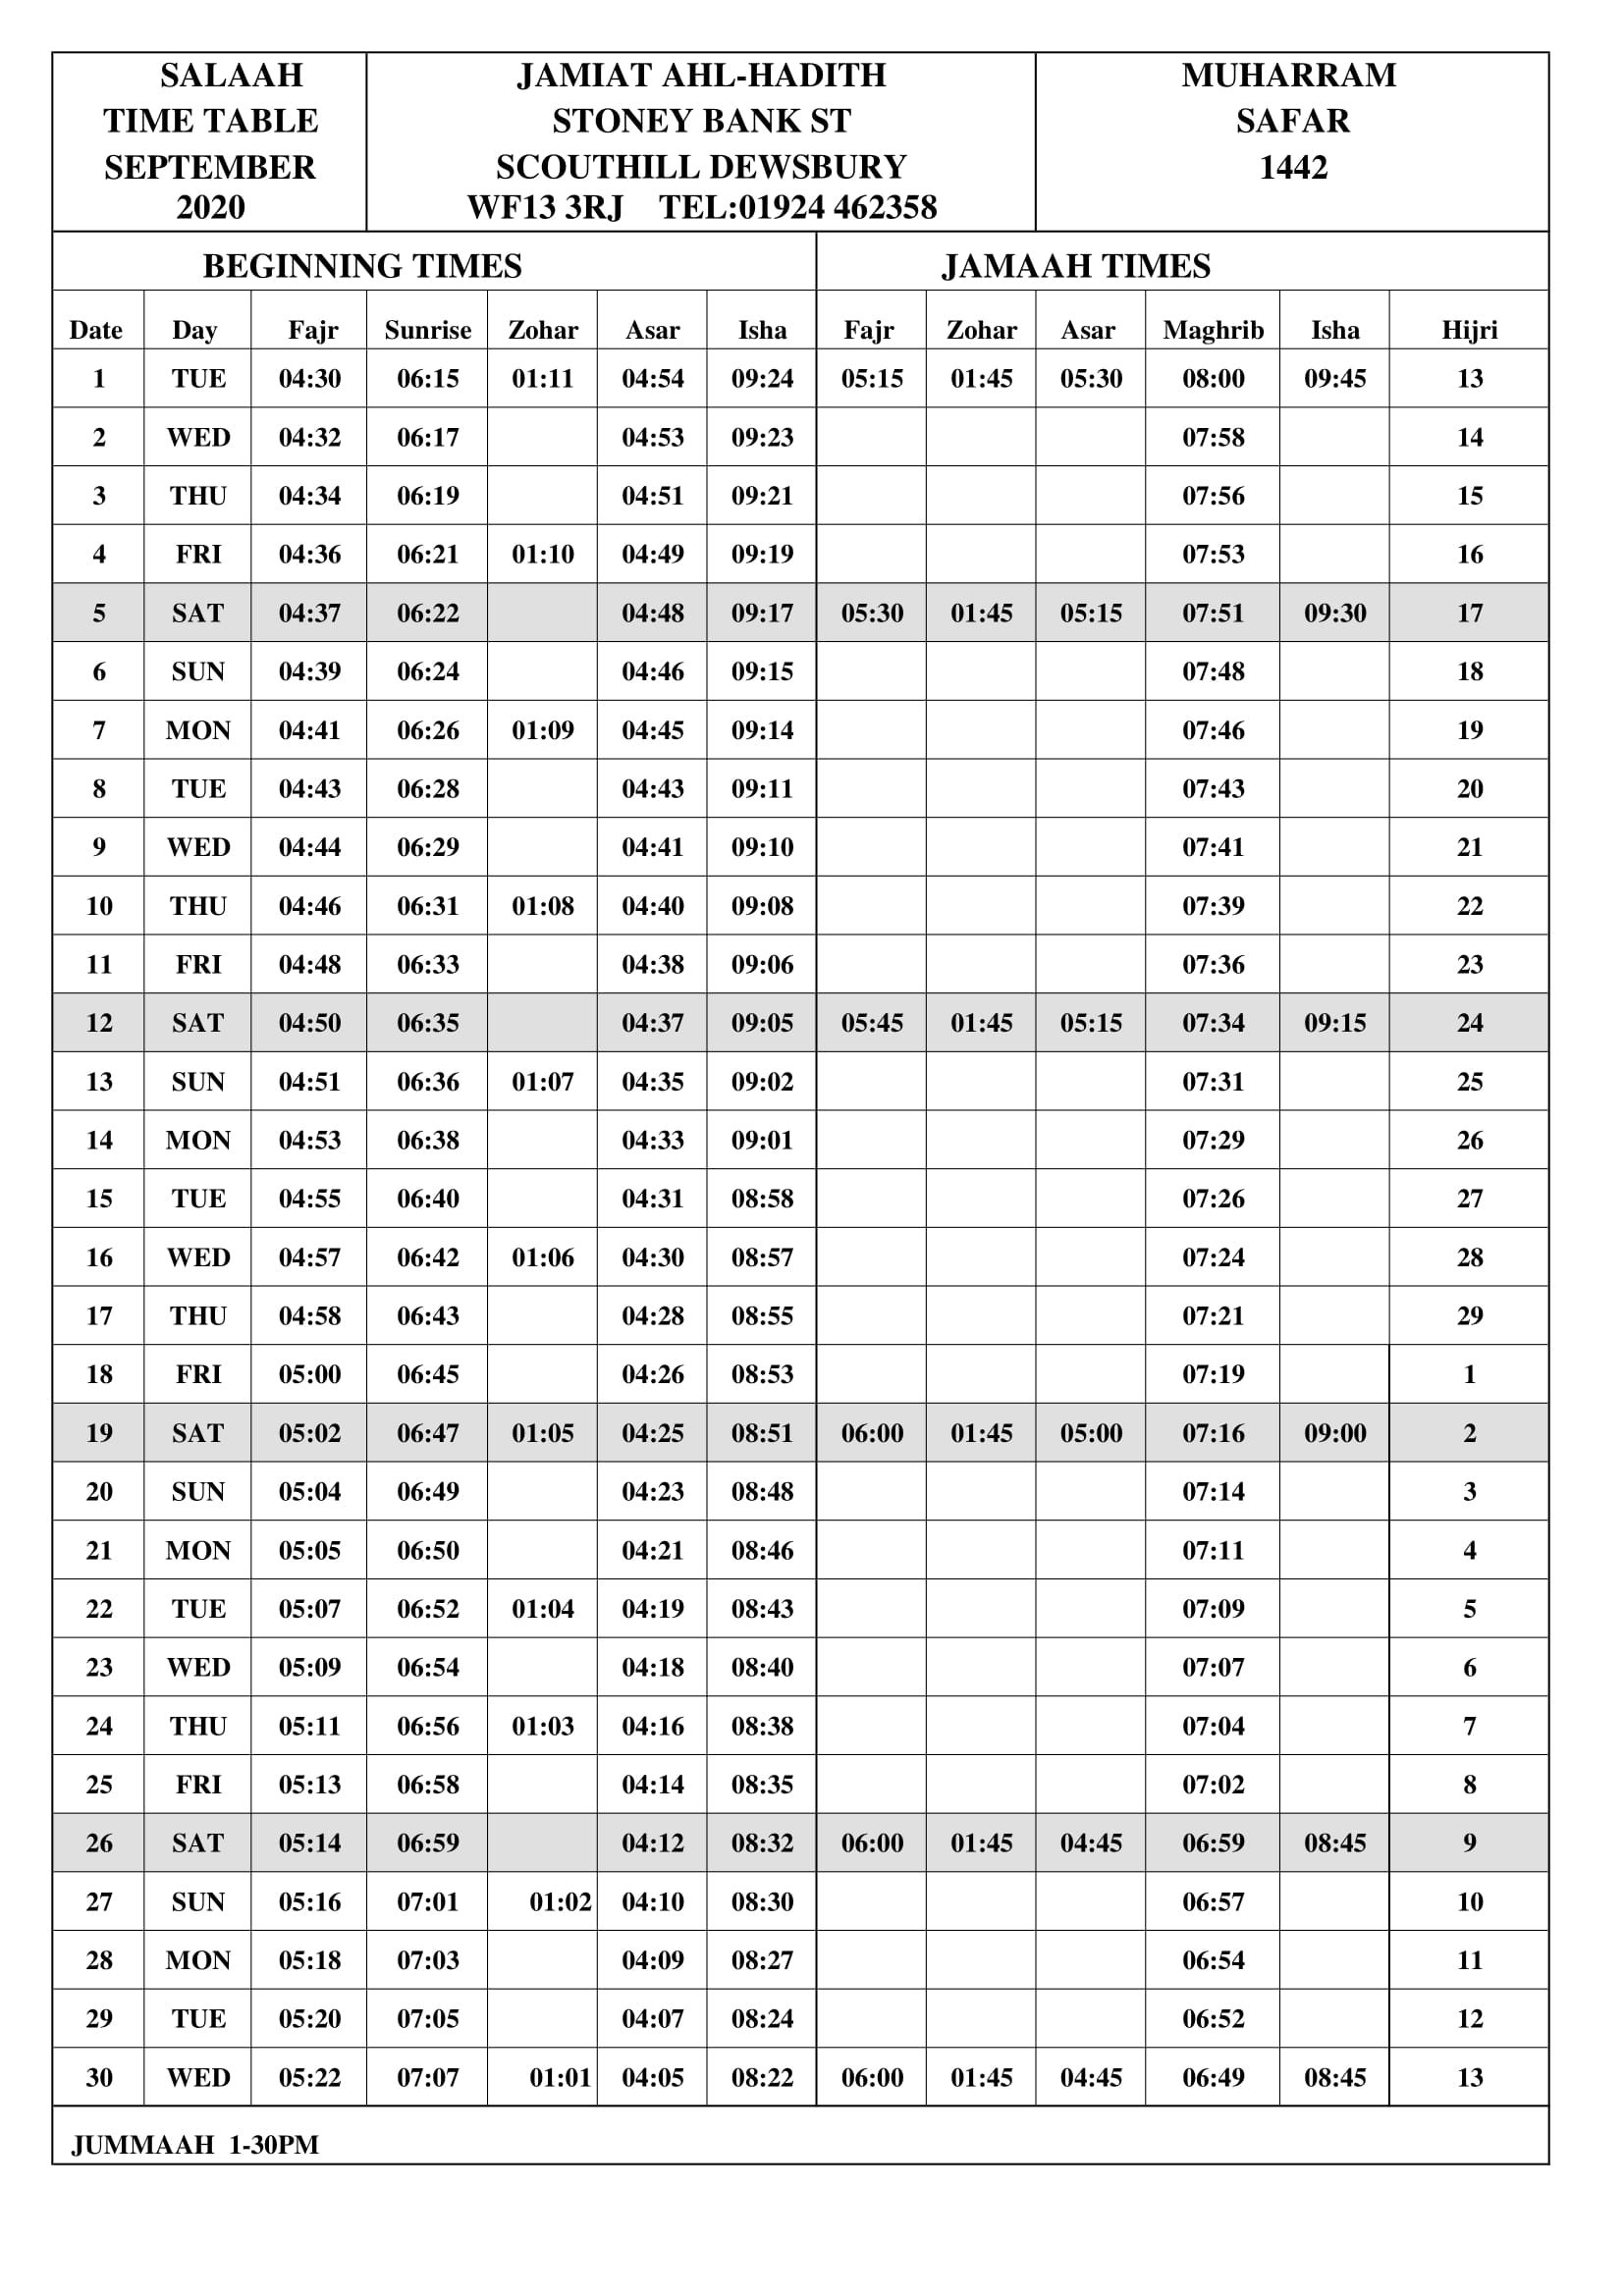 SALAAH
TIME TABLE
SEPTEMBER
2020
JAMIAT AHL-HADITH
STONEY BANK ST
SCOUTHILL DEWSBURY
WF13 3RJ TEL:01924 462358
MUHARRAM
SAFAR
1442
BEGINNING TIMES JAMAAH TIMES
Date Day Fajr Sunrise Zohar Asar Isha Fajr Zohar Asar Maghrib Isha Hijri
1 TUE 04:30 06:15 01:11 04:54 09:24 05:15 01:45 05:30 08:00 09:45 13
2 WED 04:32 06:17 04:53 09:23 07:58 14
3 THU 04:34 06:19 04:51 09:21 07:56 15
4 FRI 04:36 06:21 01:10 04:49 09:19 07:53 16
5 SAT 04:37 06:22 04:48 09:17 05:30 01:45 05:15 07:51 09:30 17
6 SUN 04:39 06:24 04:46 09:15 07:48 18
7 MON 04:41 06:26 01:09 04:45 09:14 07:46 19
8 TUE 04:43 06:28 04:43 09:11 07:43 20
9 WED 04:44 06:29 04:41 09:10 07:41 21
10 THU 04:46 06:31 01:08 04:40 09:08 07:39 22
11 FRI 04:48 06:33 04:38 09:06 07:36 23
12 SAT 04:50 06:35 04:37 09:05 05:45 01:45 05:15 07:34 09:15 24
13 SUN 04:51 06:36 01:07 04:35 09:02 07:31 25
14 MON 04:53 06:38 04:33 09:01 07:29 26
15 TUE 04:55 06:40 04:31 08:58 07:26 27
16 WED 04:57 06:42 01:06 04:30 08:57 07:24 28
17 THU 04:58 06:43 04:28 08:55 07:21 29
18 FRI 05:00 06:45 04:26 08:53 07:19 1
19 SAT 05:02 06:47 01:05 04:25 08:51 06:00 01:45 05:00 07:16 09:00 2
20 SUN 05:04 06:49 04:23 08:48 07:14 3
21 MON 05:05 06:50 04:21 08:46 07:11 4
22 TUE 05:07 06:52 01:04 04:19 08:43 07:09 5
23 WED 05:09 06:54 04:18 08:40 07:07 6
24 THU 05:11 06:56 01:03 04:16 08:38 07:04 7
25 FRI 05:13 06:58 04:14 08:35 07:02 8
26 SAT 05:14 06:59 04:12 08:32 06:00 01:45 04:45 06:59 08:45 9
27 SUN 05:16 07:01 01:02 04:10 08:30 06:57 10
28 MON 05:18 07:03 04:09 08:27 06:54 11
29 TUE 05:20 07:05 04:07 08:24 06:52 12
30 WED 05:22 07:07 01:01 04:05 08:22 06:00 01:45 04:45 06:49 08:45 13
JUMMAAH 1-30PM